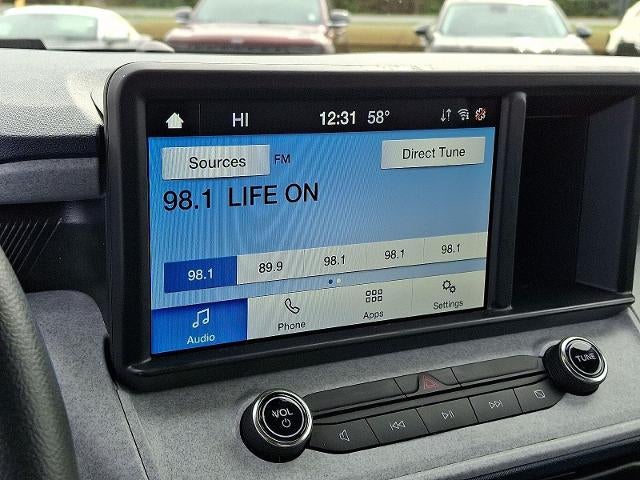 HI 12:31 58°
Sources FM Direct Tune
98.1 LIFE ON
98.1 89.9 98.1 98.1 98.1
Audio Phone Apps Settings
VOL TUNE